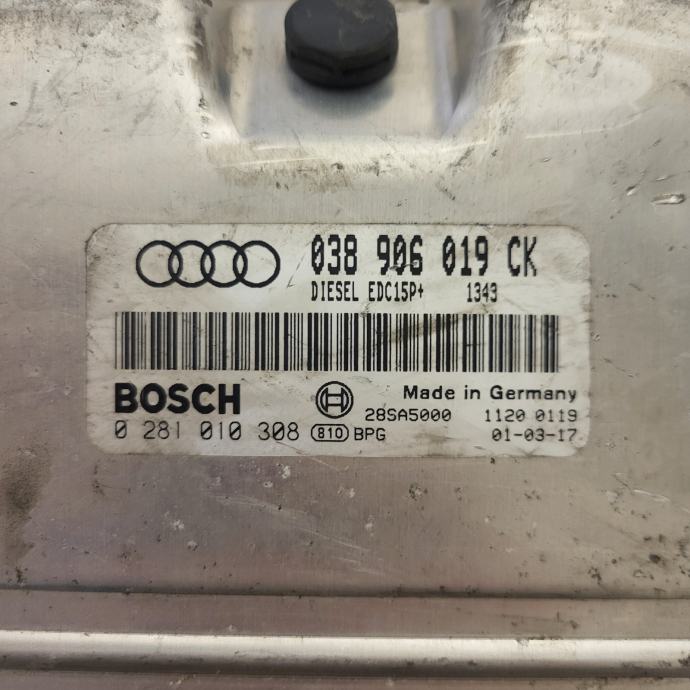 038 906 019 CK
DIESEL EDC15P+ 1343
BOSCH
Made in Germany
28SA5000 1120 0119
0 281 010 308 810 BPG 01-03-17